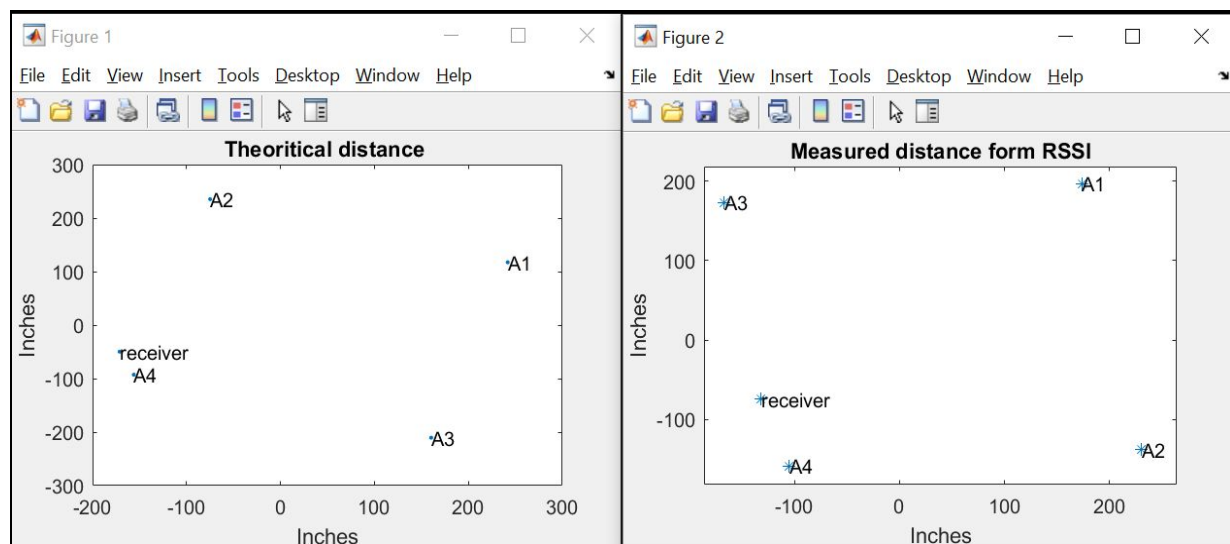 Figure 1
File Edit View Insert Tools Desktop Window Help
Theoritical distance
300
200
100
0
-100
-200
-300
Inches
A2
A1
receiver
A4
A3
-200 -100 0 100 200 300
Inches
Figure 2
File Edit View Insert Tools Desktop Window Help
Measured distance form RSSI
200
100
0
-100
Inches
A1
A3
receiver
A2
A4
-100 0 100 200
Inches